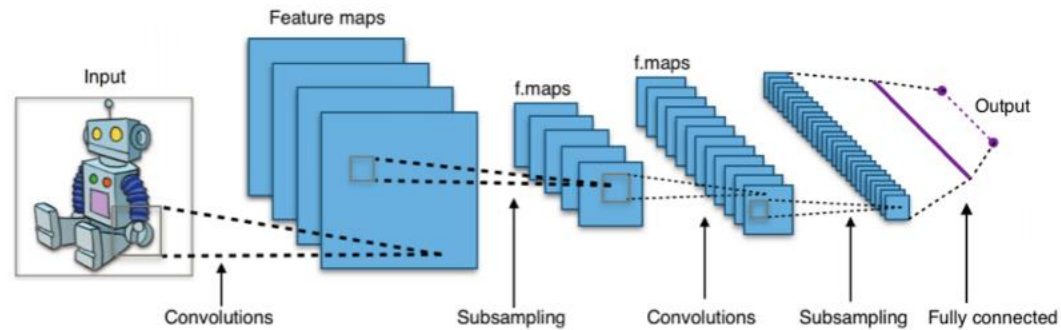 Feature maps
Input
f.maps
f.maps
Output
Convolutions
Subsampling
Convolutions
Subsampling
Fully connected